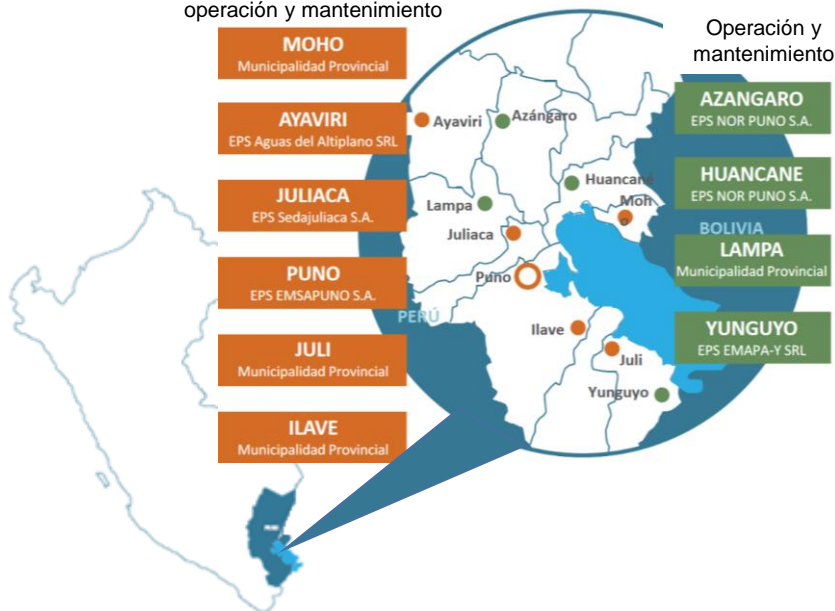 operación y mantenimiento
MOHO
Municipalidad Provincial
AYAVIRI
EPS Aguas del Altiplano SRL
JULIACA
EPS Sedajuliaca S.A.
PUNO
EPS EMSAPUNO S.A.
JULI
Municipalidad Provincial
ILAVE
Municipalidad Provincial
Ayaviri
Azángaro
Lampa
Huancané
Moho
Juliaca
BOLIVIA
Puno
PERÚ
Ilave
Juli
Yunguyo
Operación y
mantenimiento
AZANGARO
EPS NOR PUNO S.A.
HUANCANE
EPS NOR PUNO S.A.
LAMPA
Municipalidad Provincial
YUNGUYO
EPS EMAPA-Y SRL